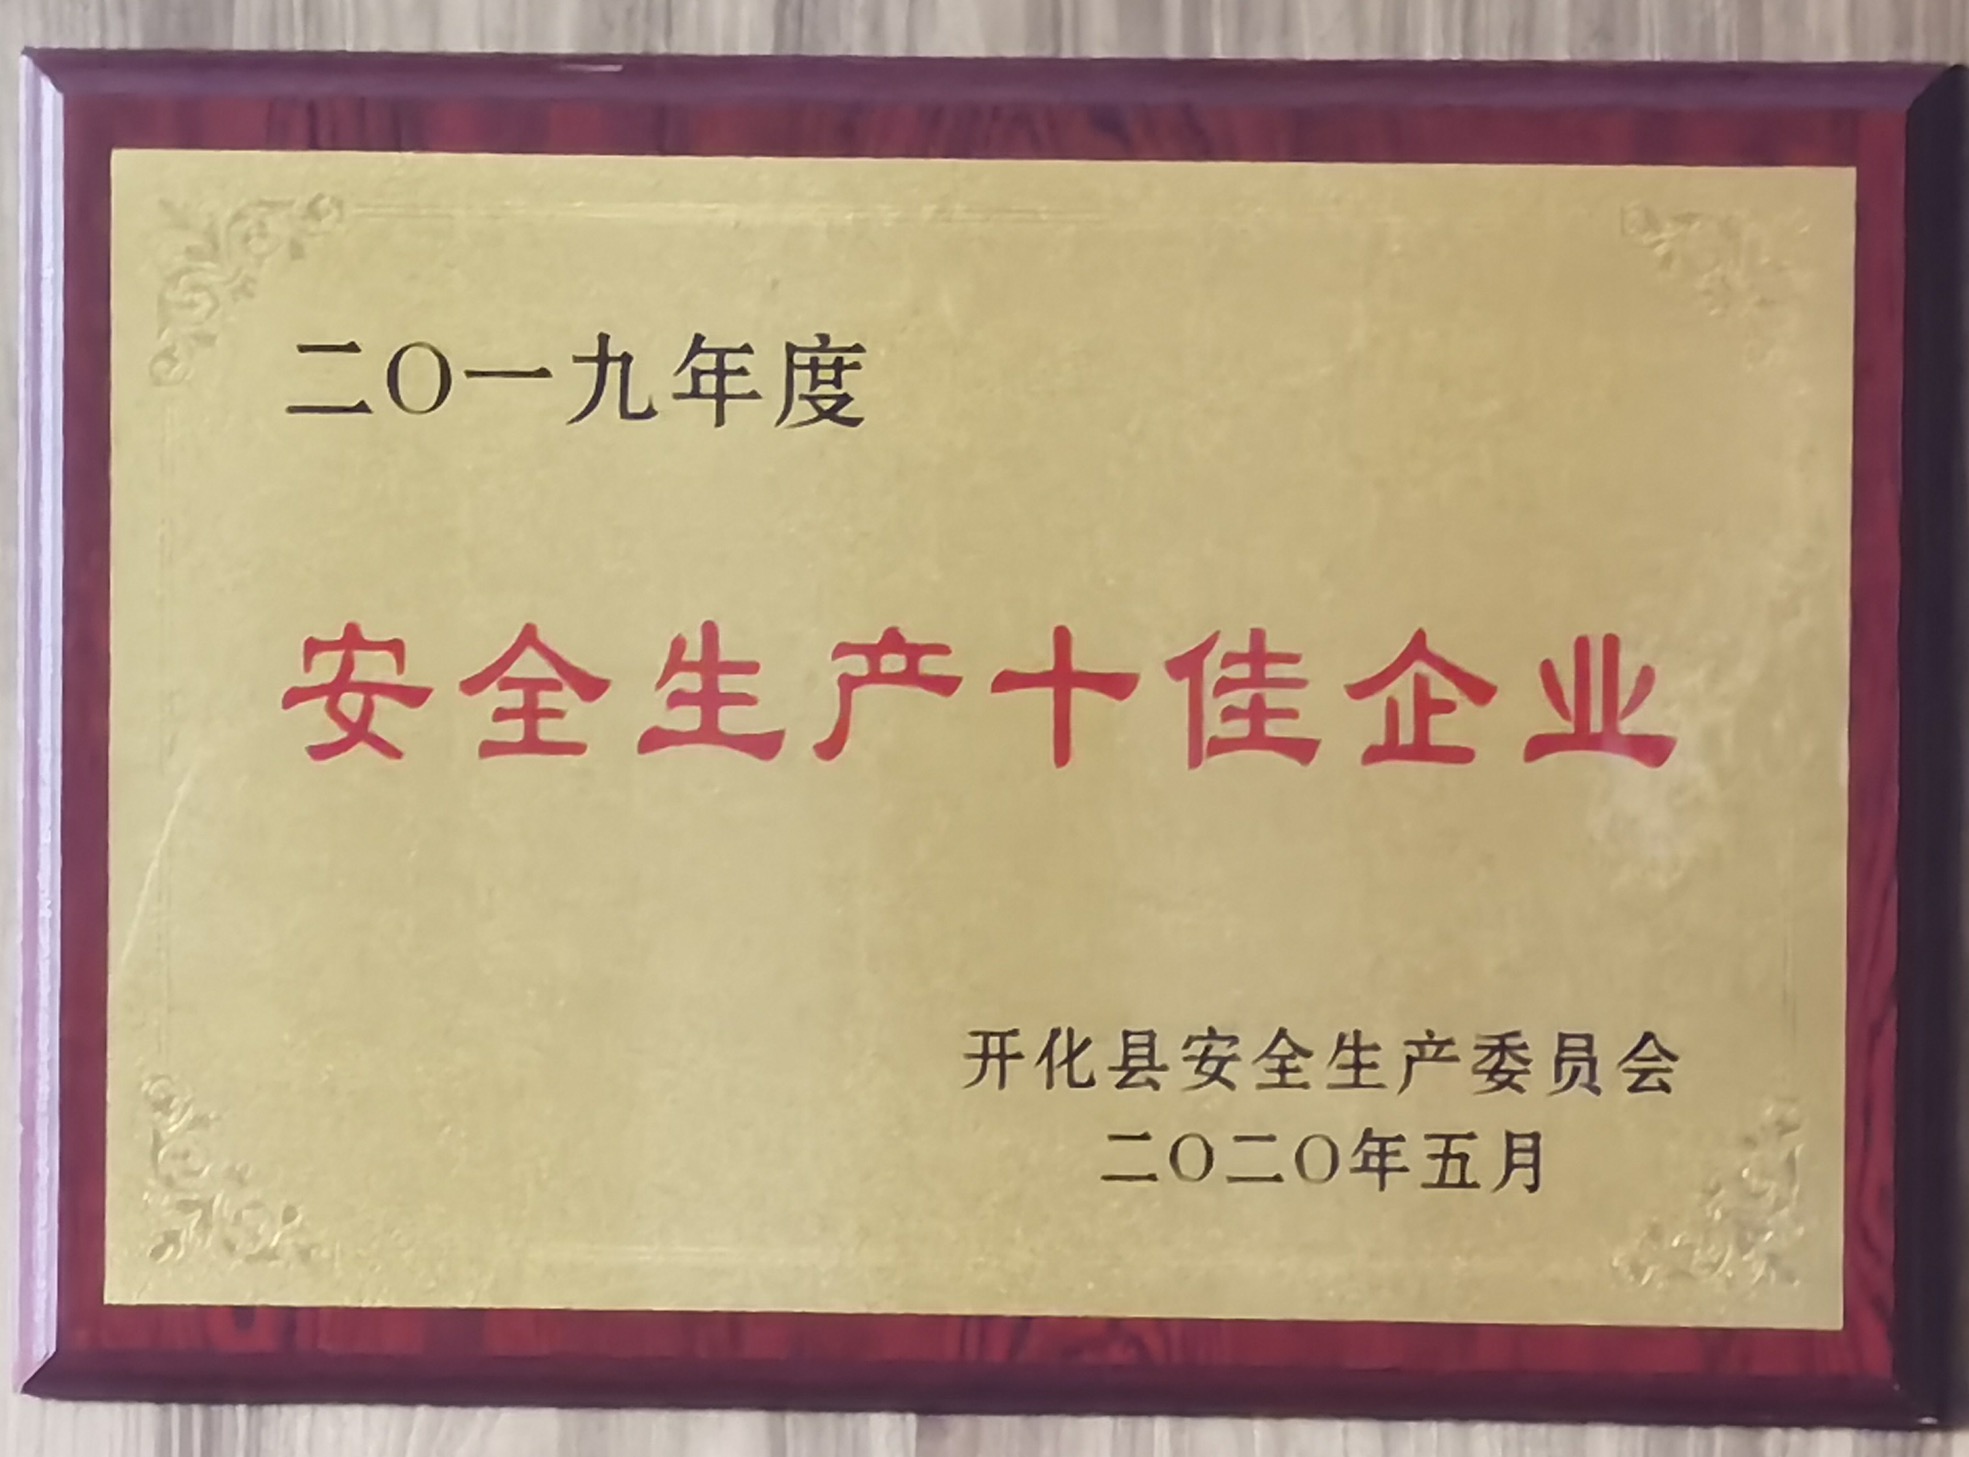 二〇一九年度
安全生产十佳企业
开化县安全生产委员会
二〇二〇年五月